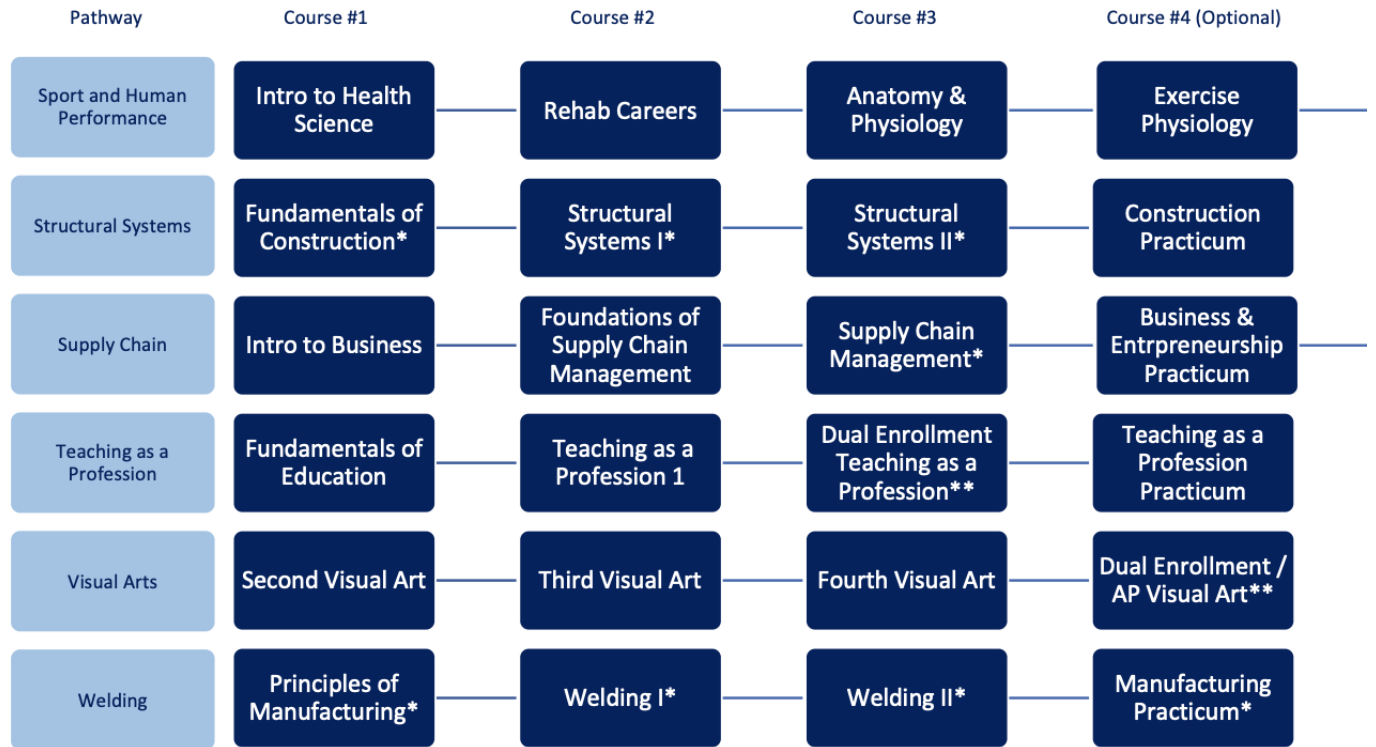 Pathway
Course #1
Course #2
Course #3
Course #4 (Optional)
Sport and Human
Performance
Intro to Health
Science
Rehab Careers
Anatomy &
Physiology
Exercise
Physiology
Structural Systems
Fundamentals of
Construction*
Structural
Systems I*
Structural
Systems II*
Construction
Practicum
Supply Chain
Intro to Business
Foundations of
Supply Chain
Management
Supply Chain
Management*
Business &
Entrpreneurship
Practicum
Teaching as a
Profession
Fundamentals of
Education
Teaching as a
Profession 1
Dual Enrollment
Teaching as a
Profession**
Teaching as a
Profession
Practicum
Visual Arts
Second Visual Art
Third Visual Art
Fourth Visual Art
Dual Enrollment /
AP Visual Art**
Welding
Principles of
Manufacturing*
Welding I*
Welding II*
Manufacturing
Practicum*